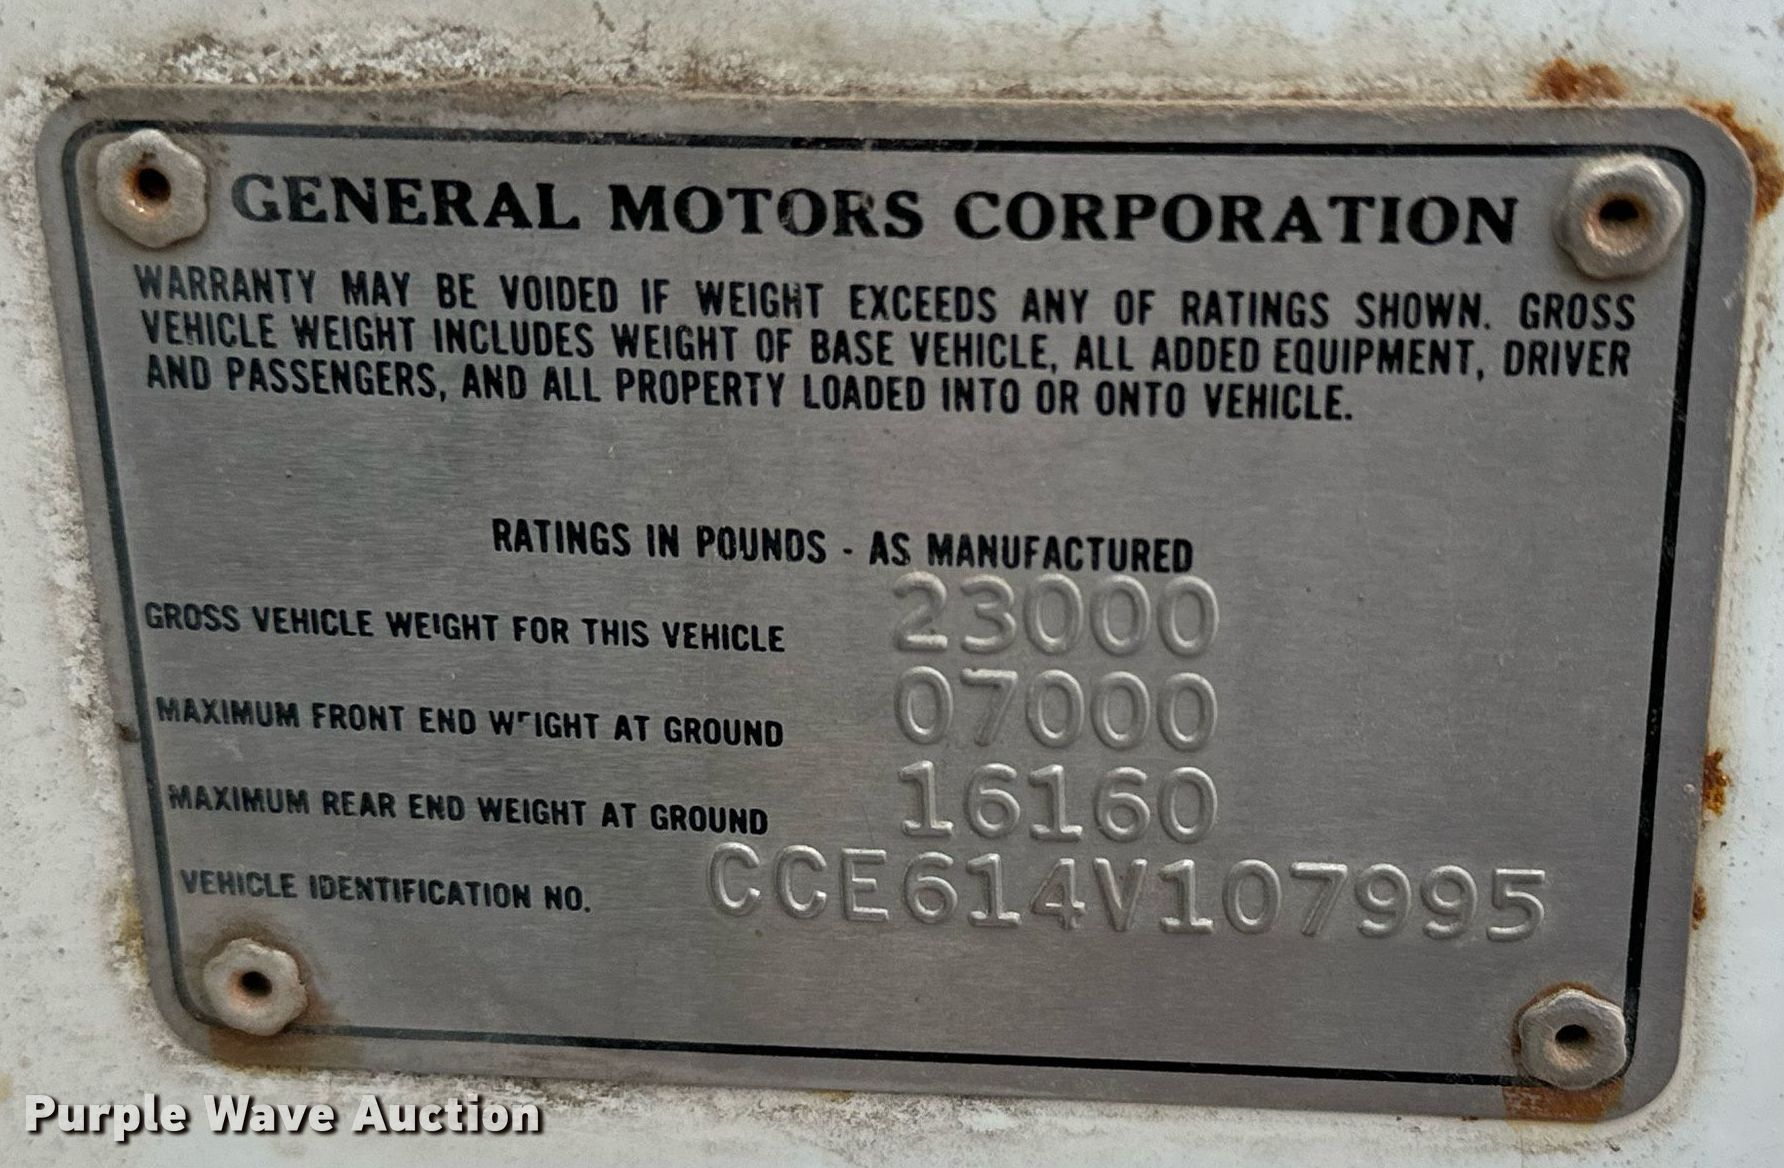 GENERAL MOTORS CORPORATION
WARRANTY MAY BE VOIDED IF WEIGHT EXCEEDS ANY OF RATINGS SHOWN. GROSS
VEHICLE WEIGHT INCLUDES WEIGHT OF BASE VEHICLE, ALL ADDED EQUIPMENT, DRIVER
AND PASSENGERS, AND ALL PROPERTY LOADED INTO OR ONTO VEHICLE.
RATINGS IN POUNDS - AS MANUFACTURED
GROSS VEHICLE WEIGHT FOR THIS VEHICLE 23000
MAXIMUM FRONT END WEIGHT AT GROUND 07000
MAXIMUM REAR END WEIGHT AT GROUND 16160
VEHICLE IDENTIFICATION NO. CCE614V107995
Purple Wave Auction